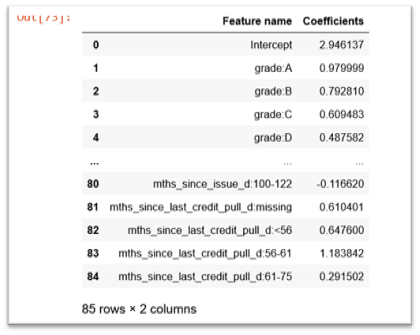 Out[73]:
Feature name Coefficients
0 Intercept 2.946137
1 grade:A 0.979999
2 grade:B 0.792810
3 grade:C 0.609483
4 grade:D 0.487582
... ... ...
80 mths_since_issue_d:100-122 -0.116620
81 mths_since_last_credit_pull_d:missing 0.610401
82 mths_since_last_credit_pull_d:<56 0.647600
83 mths_since_last_credit_pull_d:56-61 1.183842
84 mths_since_last_credit_pull_d:61-75 0.291502
85 rows × 2 columns